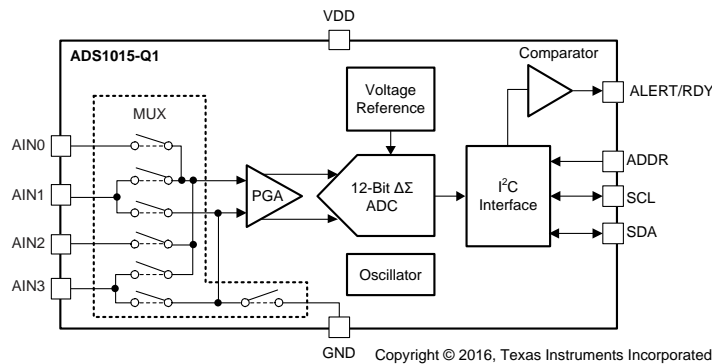 VDD
ADS1015-Q1
Comparator
Voltage
Reference
ALERT/RDY
MUX
AIN0
ADDR
AIN1
PGA
12-Bit ΔΣ
ADC
I²C
Interface
SCL
AIN2
SDA
Oscillator
AIN3
GND
Copyright © 2016, Texas Instruments Incorporated